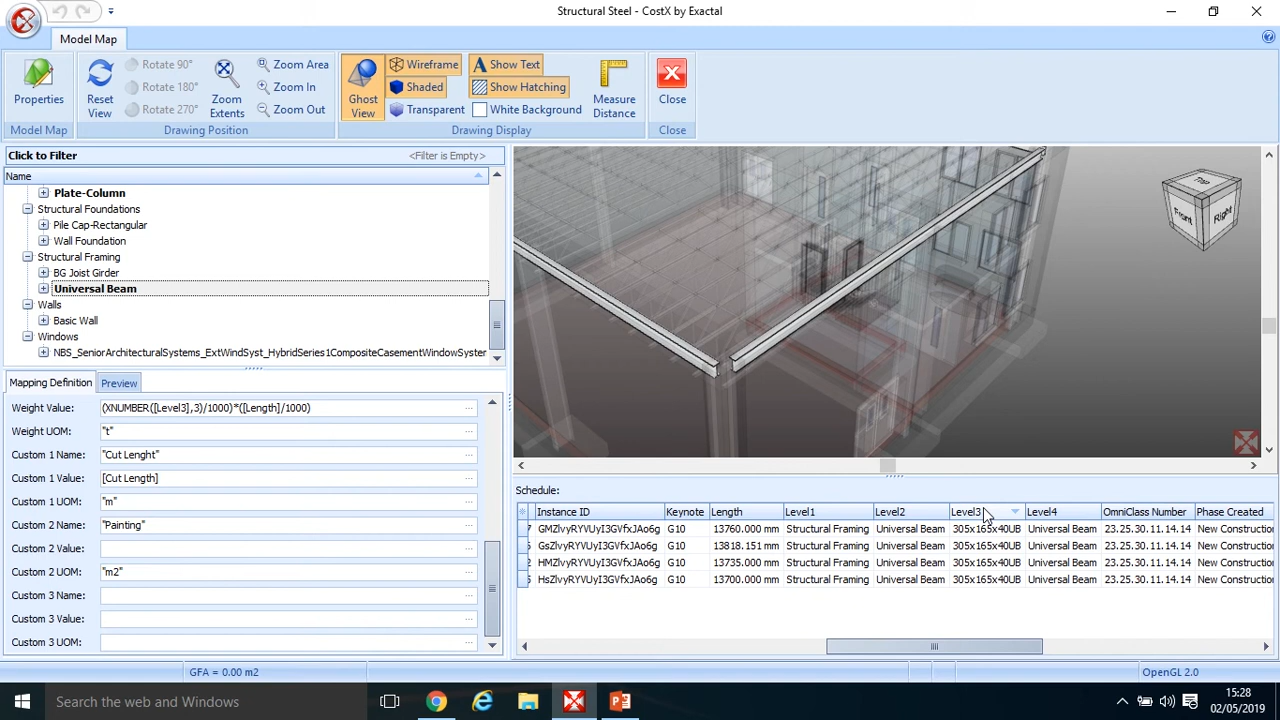 Structural Steel - CostX by Exactal
Model Map
Properties
Reset View
Rotate 90°
Rotate 180°
Rotate 270°
Zoom Extents
Zoom Area
Zoom In
Zoom Out
Ghost View
Wireframe
Shaded
Transparent
Show Text
Show Hatching
White Background
Measure Distance
Close
Model Map
Drawing Position
Drawing Display
Close
Click to Filter
<Filter is Empty>
Name
Plate-Column
Structural Foundations
Pile Cap-Rectangular
Wall Foundation
Structural Framing
BG Joist Girder
Universal Beam
Walls
Basic Wall
Windows
NBS_SeniorArchitecturalSystems_ExtWindSyst_HybridSeries1CompositeCasementWindowSystem
Top
Front
Right
Mapping Definition
Preview
Weight Value: (XNUMBER([Level3],3)/1000)*([Length]/1000)
Weight UOM: "t"
Custom 1 Name: "Cut Lenght"
Custom 1 Value: [Cut Length]
Custom 1 UOM: "m"
Custom 2 Name: "Painting"
Custom 2 Value:
Custom 2 UOM: "m2"
Custom 3 Name:
Custom 3 Value:
Custom 3 UOM:
Schedule:
Instance ID Keynote Length Level1 Level2 Level3 Level4 OmniClass Number Phase Created
7 GMZlvyRYVUyI3GVfxJAo6g G10 13760.000 mm Structural Framing Universal Beam 305x165x40UB Universal Beam 23.25.30.11.14.14 New Construction
GsZlvyRYVUyI3GVfxJAo6g G10 13818.151 mm Structural Framing Universal Beam 305x165x40UB Universal Beam 23.25.30.11.14.14 New Construction
HMZlvyRYVUyI3GVfxJAo6g G10 13735.000 mm Structural Framing Universal Beam 305x165x40UB Universal Beam 23.25.30.11.14.14 New Construction
HsZlvyRYVUyI3GVfxJAo6g G10 13700.000 mm Structural Framing Universal Beam 305x165x40UB Universal Beam 23.25.30.11.14.14 New Construction
GFA = 0.00 m2
OpenGL 2.0
Search the web and Windows
15:28
02/05/2019